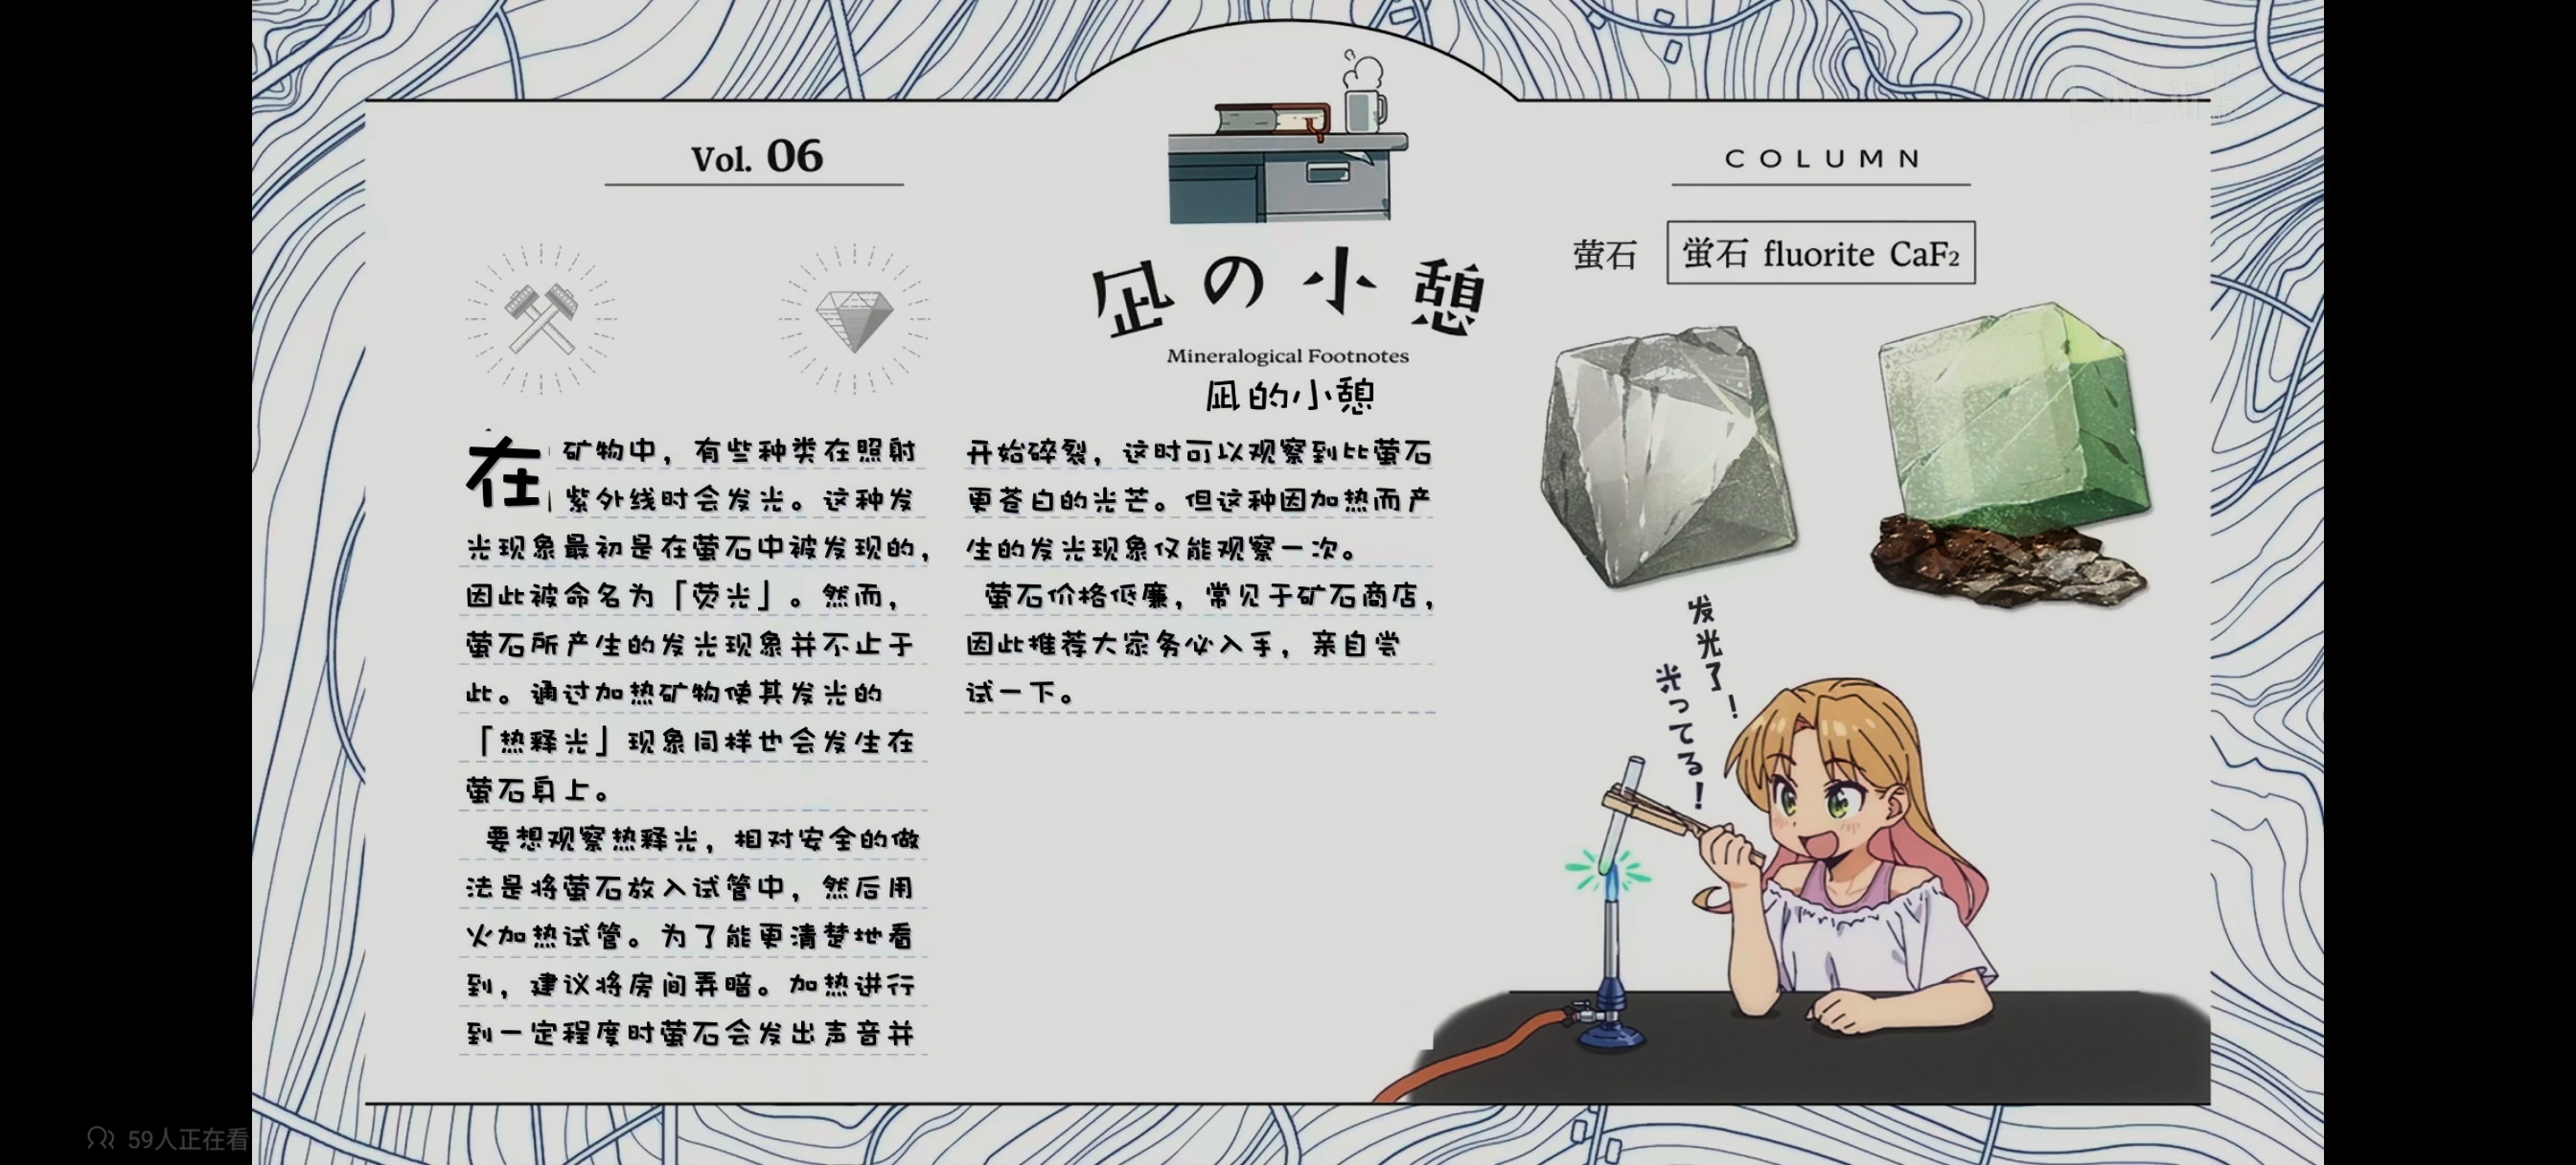 Vol. 06
凪の小憩
Mineralogical Footnotes
凪的小憩
COLUMN
萤石 蛍石 fluorite CaF₂
在矿物中，有些种类在照射
紫外线时会发光。这种发
光现象最初是在萤石中被发现的，
因此被命名为「荧光」。然而，
萤石所产生的发光现象并不止于
此。通过加热矿物使其发光的
「热释光」现象同样也会发生在
萤石身上。
要想观察热释光，相对安全的做
法是将萤石放入试管中，然后用
火加热试管。为了能更清楚地看
到，建议将房间弄暗。加热进行
到一定程度时萤石会发出声音并
开始碎裂，这时可以观察到比萤石
更苍白的光芒。但这种因加热而产
生的发光现象仅能观察一次。
萤石价格低廉，常见于矿石商店，
因此推荐大家务必入手，亲自尝
试一下。
发光了！
光ってる！
59人正在看